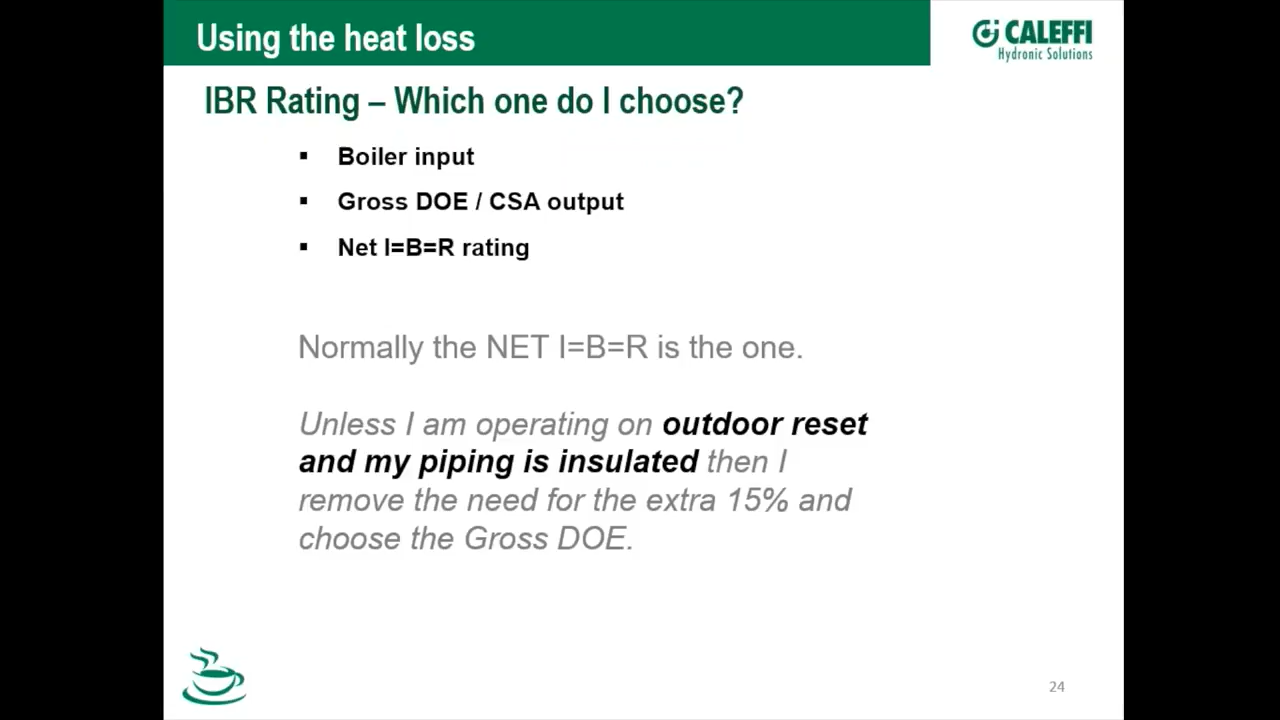 Using the heat loss
CALEFFI
Hydronic Solutions
IBR Rating – Which one do I choose?
▪ Boiler input
▪ Gross DOE / CSA output
▪ Net I=B=R rating
Normally the NET I=B=R is the one.
Unless I am operating on outdoor reset
and my piping is insulated then I
remove the need for the extra 15% and
choose the Gross DOE.
24